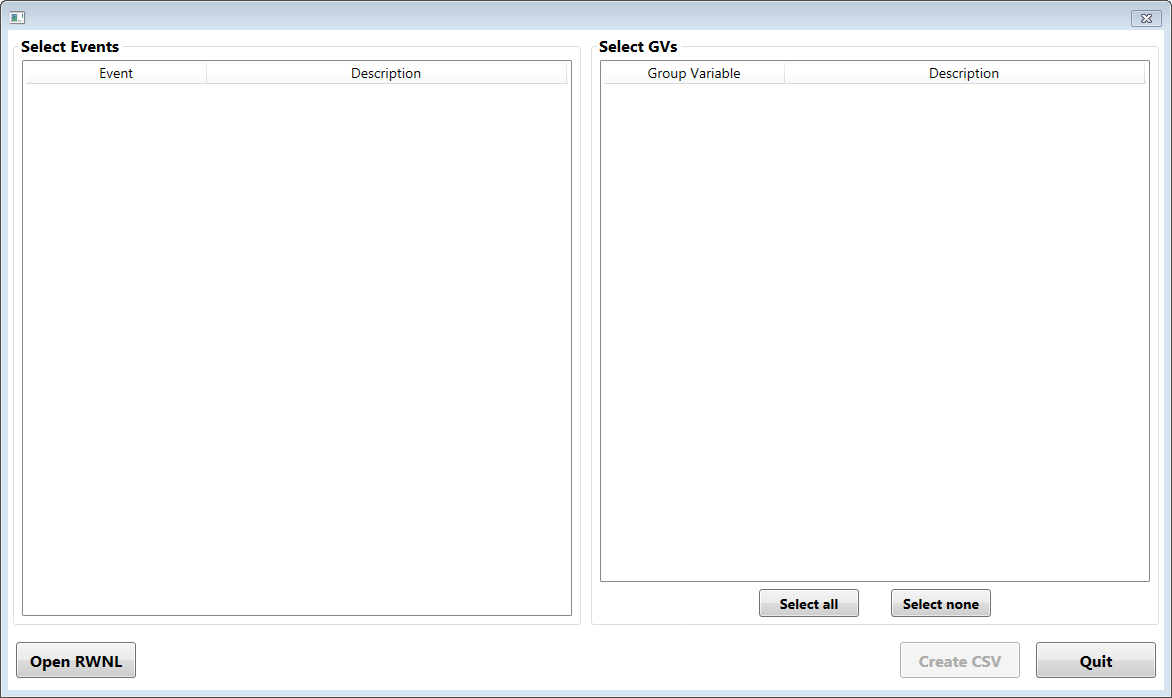 Select Events
Event Description
Select GVs
Group Variable Description
Select all Select none
Open RWNL Create CSV Quit